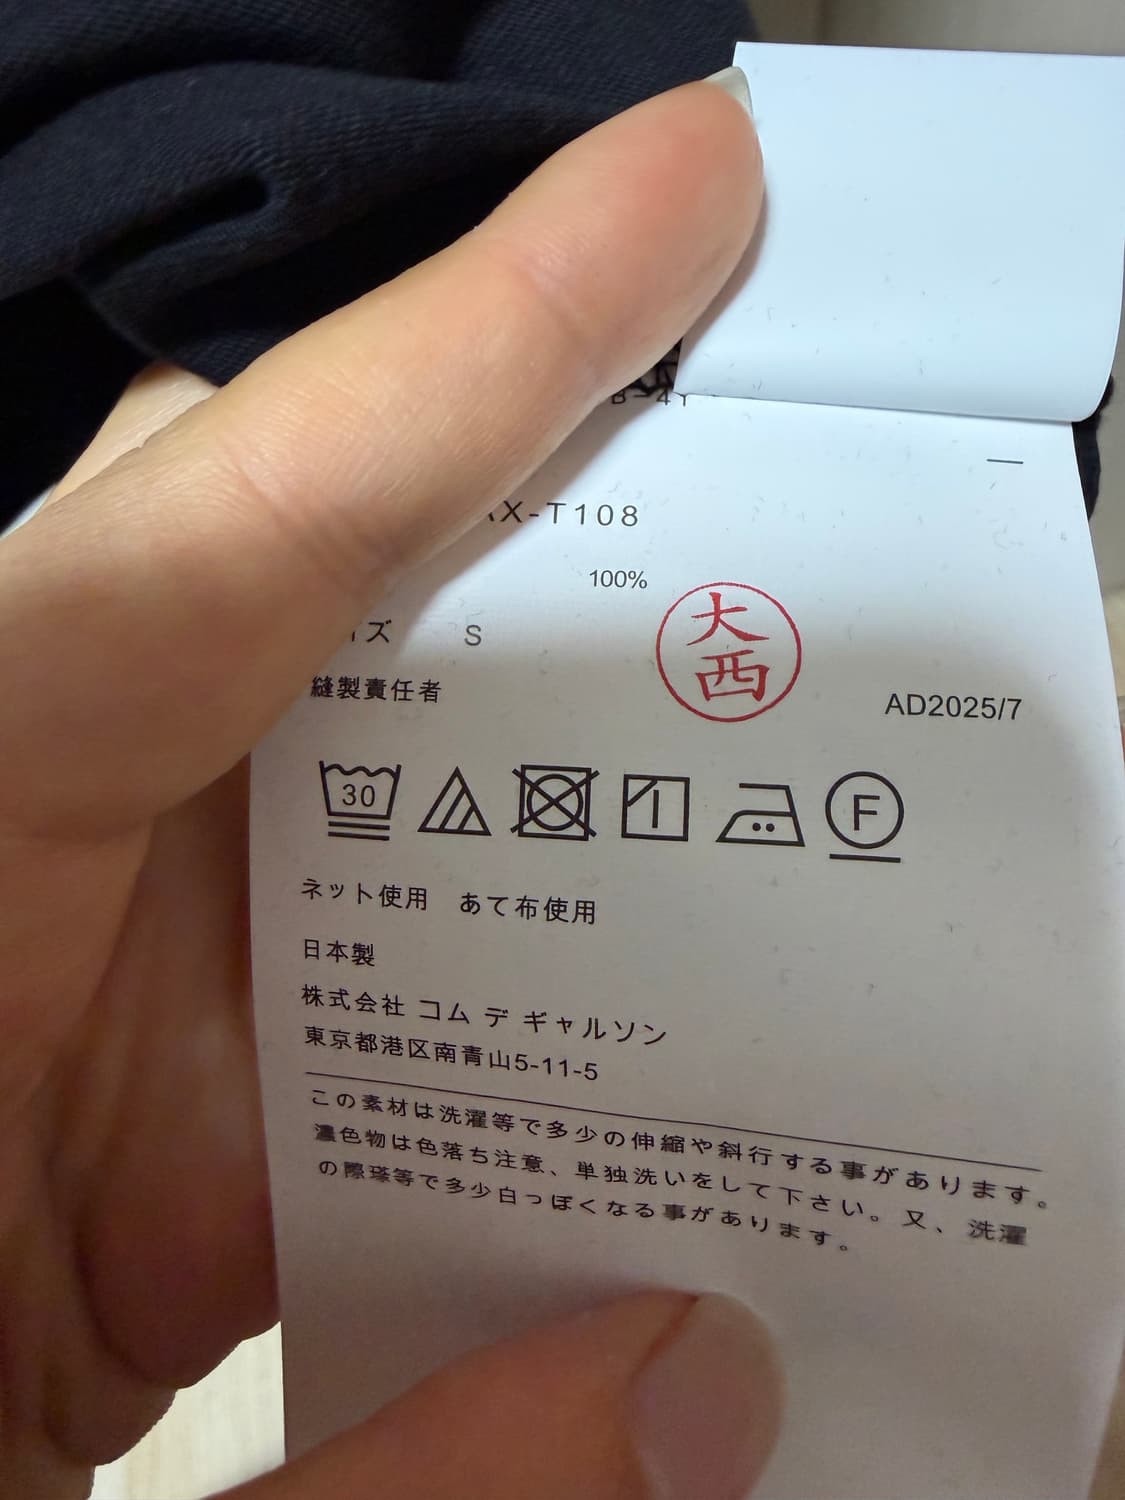 B-4Y
X-T108
100%
イズ S
縫製責任者
大西
AD2025/7
30
F
ネット使用 あて布使用
日本製
株式会社 コム デ ギャルソン
東京都港区南青山5-11-5
この素材は洗濯等で多少の伸縮や斜行する事があります。
濃色物は色落ち注意、単独洗いをして下さい。又、洗濯
の際等で多少白っぽくなる事があります。